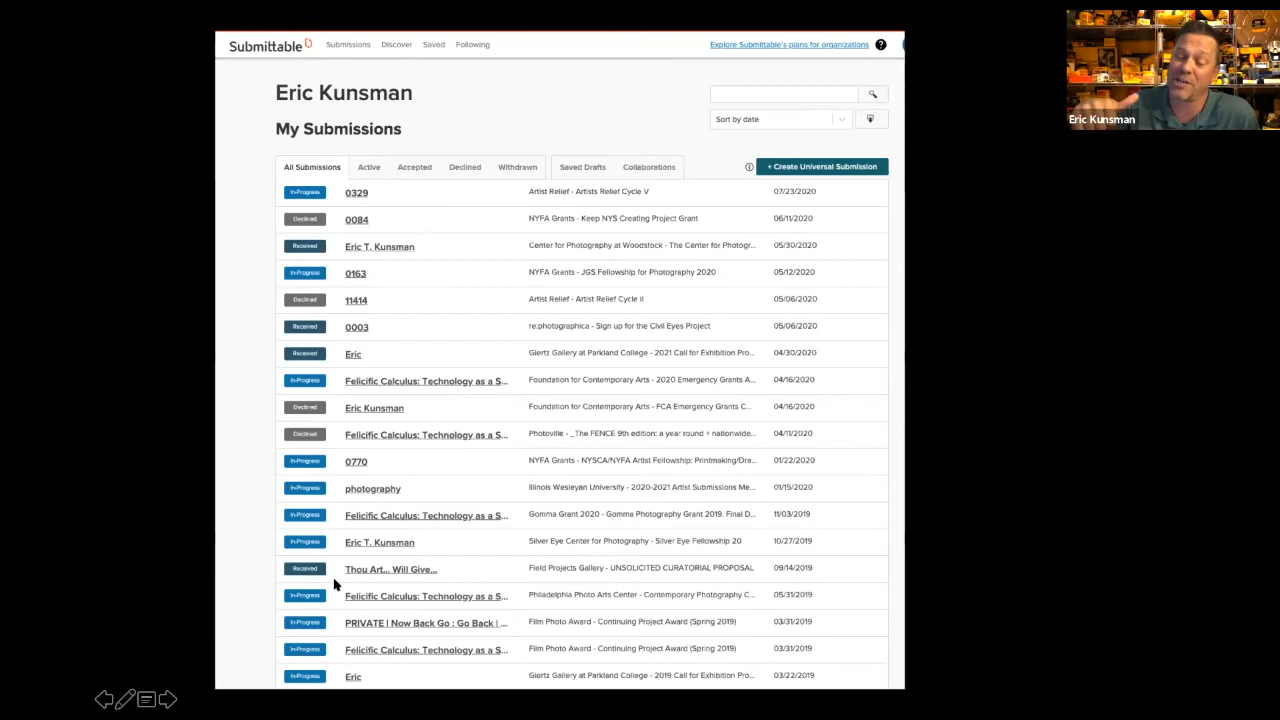 Submittable Submissions Discover Saved Following Explore Submittable's plans for organizations ?
Eric Kunsman
Eric Kunsman
My Submissions
Sort by date
All Submissions Active Accepted Declined Withdrawn Saved Drafts Collaborations + Create Universal Submission
In-Progress 0329 Artist Relief - Artists Relief Cycle V 07/23/2020
Declined 0084 NYFA Grants - Keep NYS Creating Project Grant 06/11/2020
Received Eric T. Kunsman Center for Photography at Woodstock - The Center for Photogr... 05/30/2020
In-Progress 0163 NYFA Grants - JGS Fellowship for Photography 2020 05/12/2020
Declined 11414 Artist Relief - Artist Relief Cycle II 05/06/2020
Received 0003 re:photographica - Sign up for the Civil Eyes Project 05/06/2020
Received Eric Giertz Gallery at Parkland College - 2021 Call for Exhibition Pro... 04/30/2020
In-Progress Felicific Calculus: Technology as a S... Foundation for Contemporary Arts - 2020 Emergency Grants A... 04/16/2020
Declined Eric Kunsman Foundation for Contemporary Arts - FCA Emergency Grants C... 04/16/2020
Declined Felicific Calculus: Technology as a S... Photoville - _The FENCE 9th edition: a year round + nationwide... 04/11/2020
In-Progress 0770 NYFA Grants - NYSCA/NYFA Artist Fellowship: Printmaking/Dra... 01/22/2020
In-Progress photography Illinois Wesleyan University - 2020-2021 Artist Submissions Me... 01/15/2020
In-Progress Felicific Calculus: Technology as a S... Gomma Grant 2020 - Gomma Photography Grant 2019. Final D... 11/03/2019
In-Progress Eric T. Kunsman Silver Eye Center for Photography - Silver Eye Fellowship 20 10/27/2019
Received Thou Art... Will Give... Field Projects Gallery - UNSOLICITED CURATORIAL PROPOSAL 09/14/2019
In-Progress Felicific Calculus: Technology as a S... Philadelphia Photo Arts Center - Contemporary Photography C... 05/31/2019
In-Progress PRIVATE | Now Back Go : Go Back | ... Film Photo Award - Continuing Project Award (Spring 2019) 03/31/2019
In-Progress Felicific Calculus: Technology as a S... Film Photo Award - Continuing Project Award (Spring 2019) 03/31/2019
In-Progress Eric Giertz Gallery at Parkland College - 2019 Call for Exhibition Pro... 03/22/2019